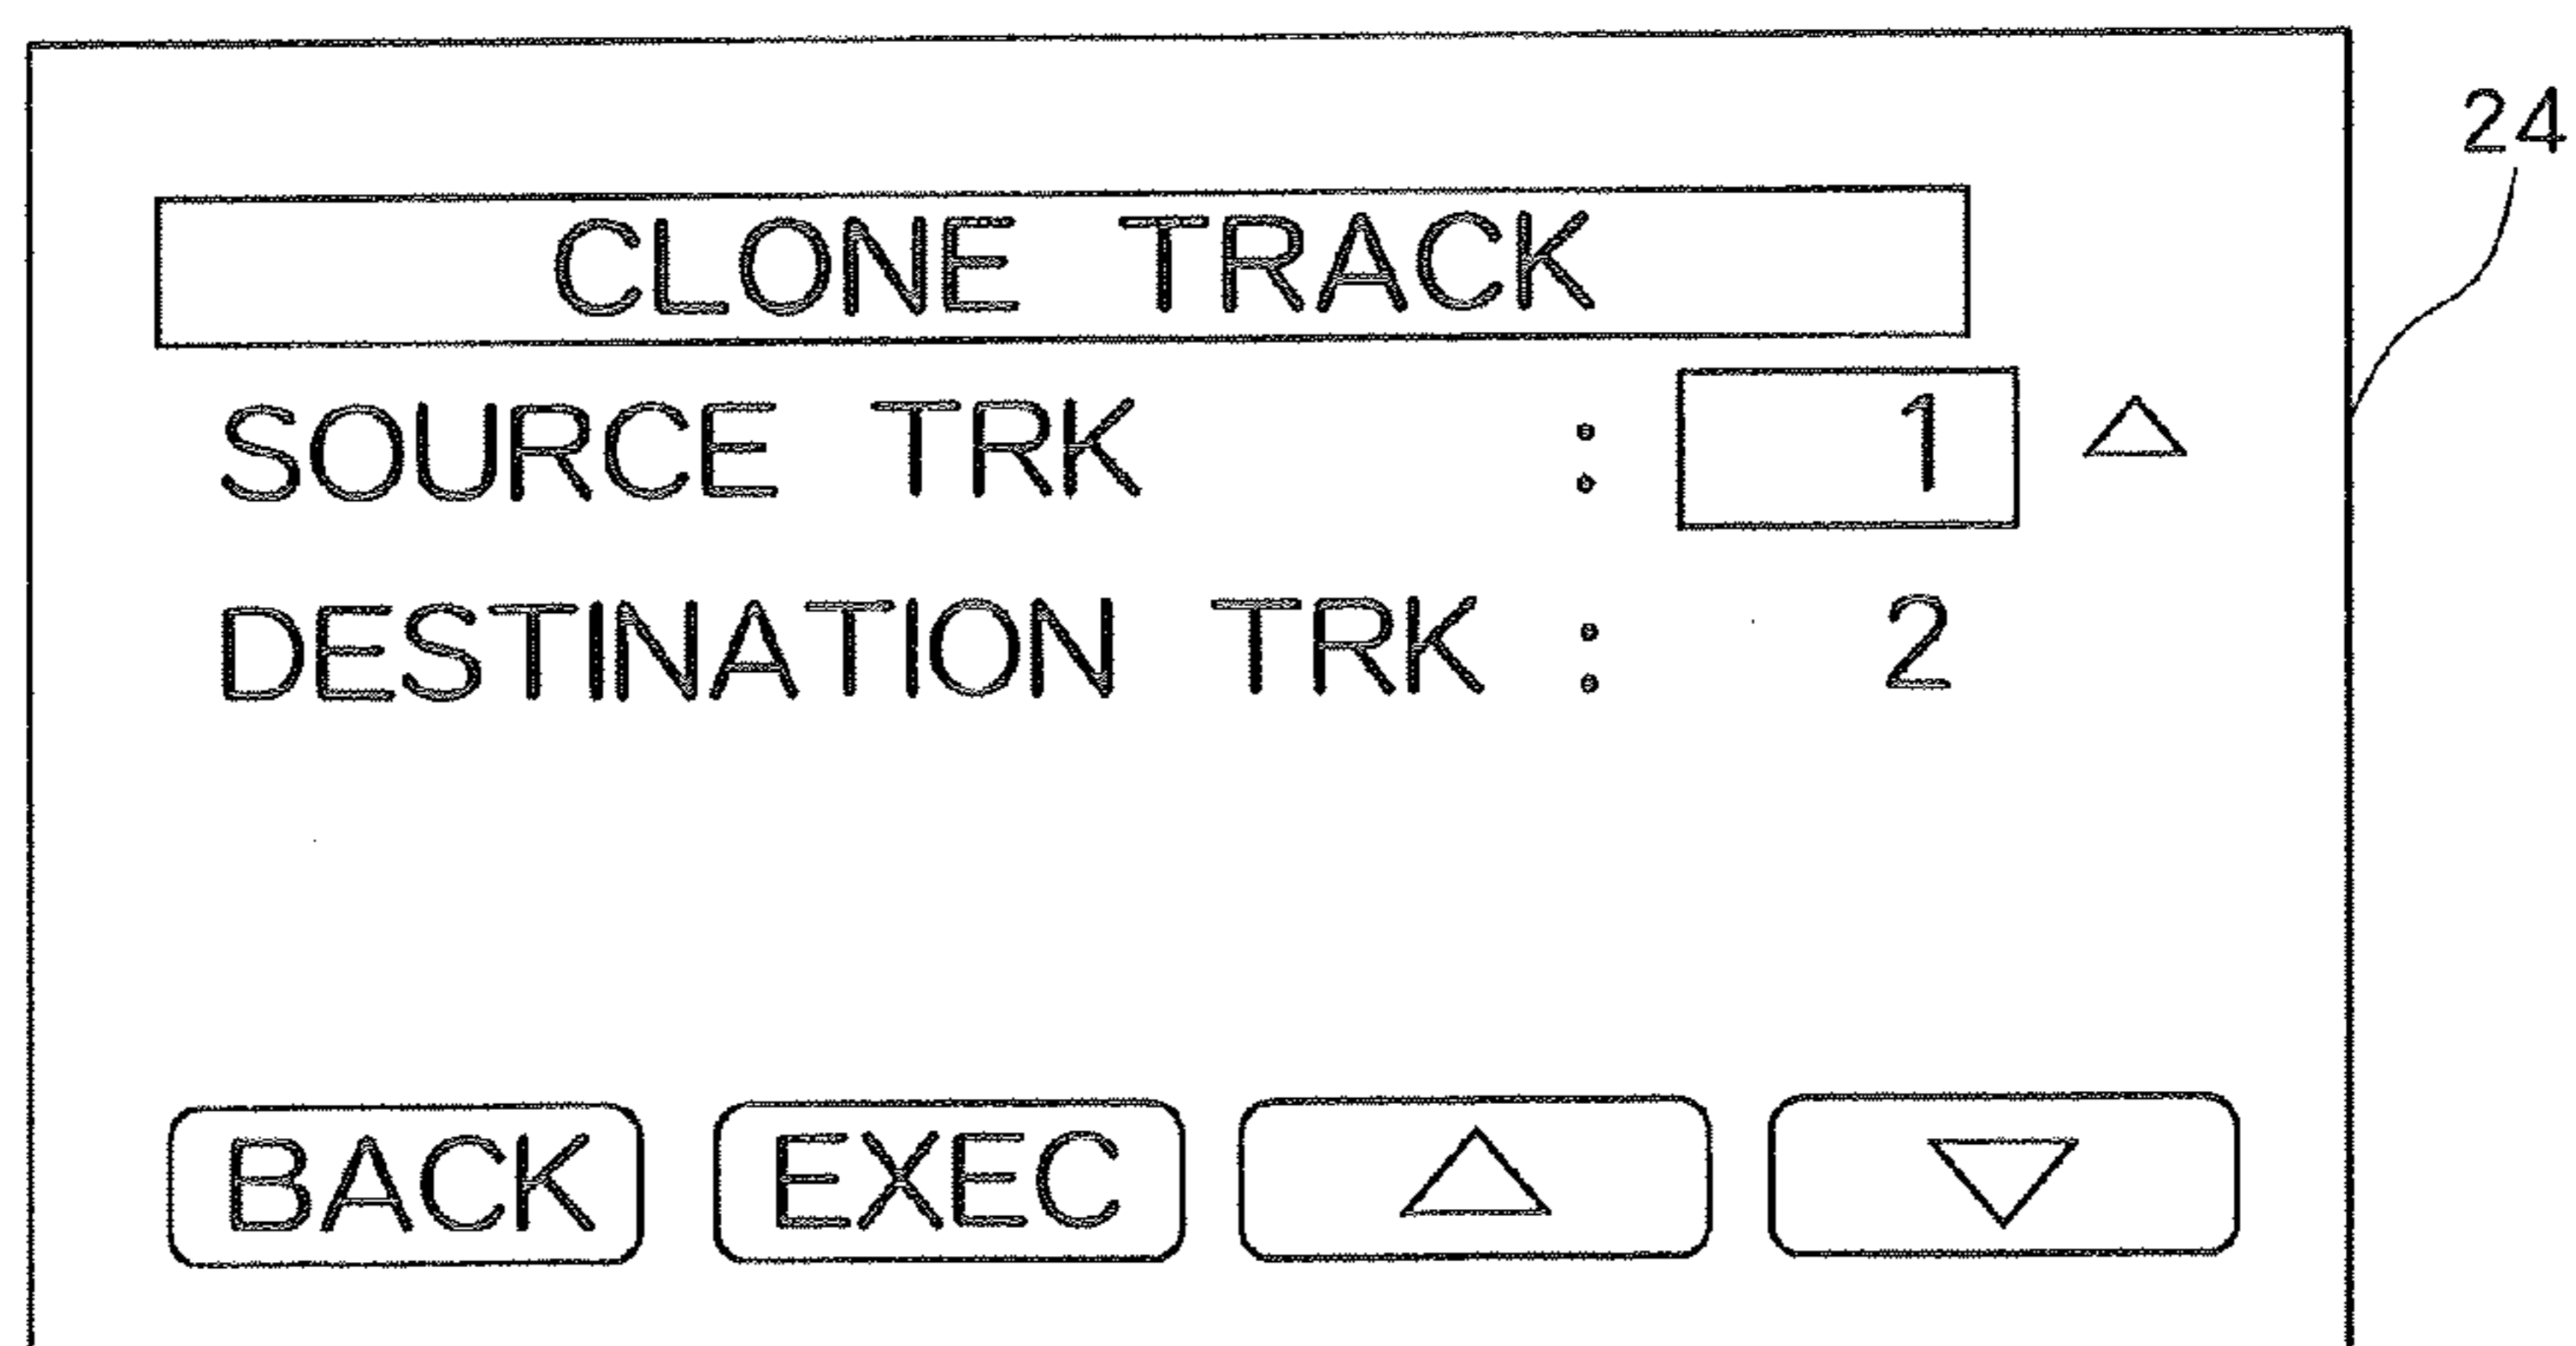 24
CLONE TRACK
SOURCE TRK : 1 △
DESTINATION TRK : 2
BACK EXEC △ ▽